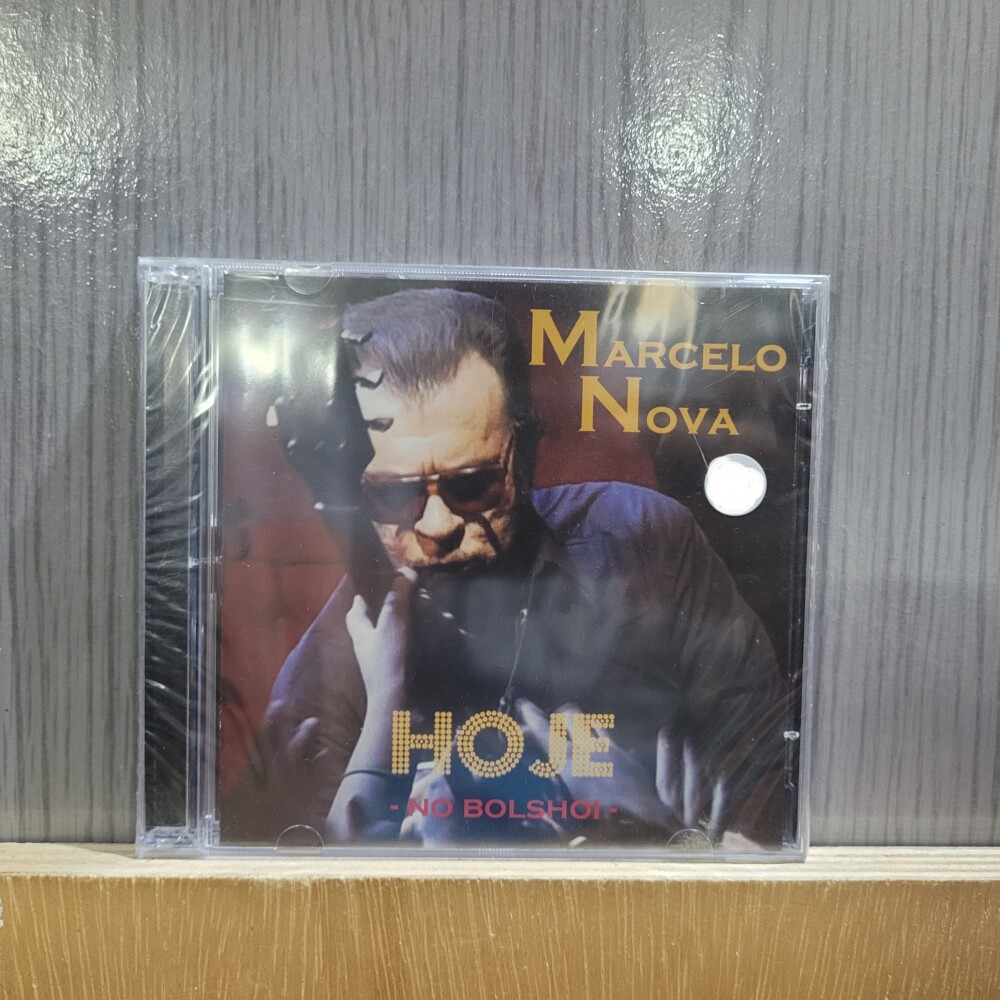 MARCELO
NOVA
HOJE
- NO BOLSHOI -